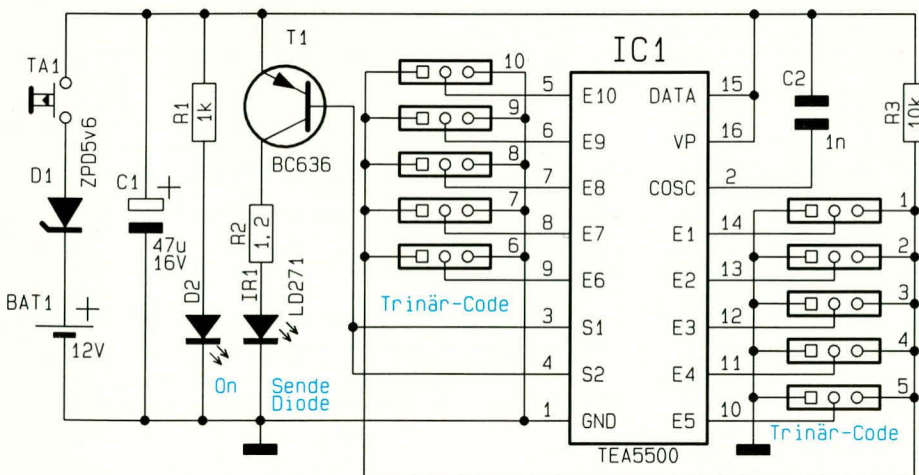 TA1
D1
ZPD5v6
BAT1
12V
C1
47u
16V
R1
1k
D2
On
T1
BC636
R2
1,2
IR1
LD271
Sende
Diode
10
9
8
7
6
Trinär-Code
IC1
5 E10 DATA 15
6 E9 VP 16
7 E8 COSC 2
8 E7 E1 14
9 E6 E2 13
3 S1 E3 12
4 S2 E4 11
1 GND E5 10
TEA5500
C2
1n
R3
10k
1
2
3
4
5
Trinär-Code